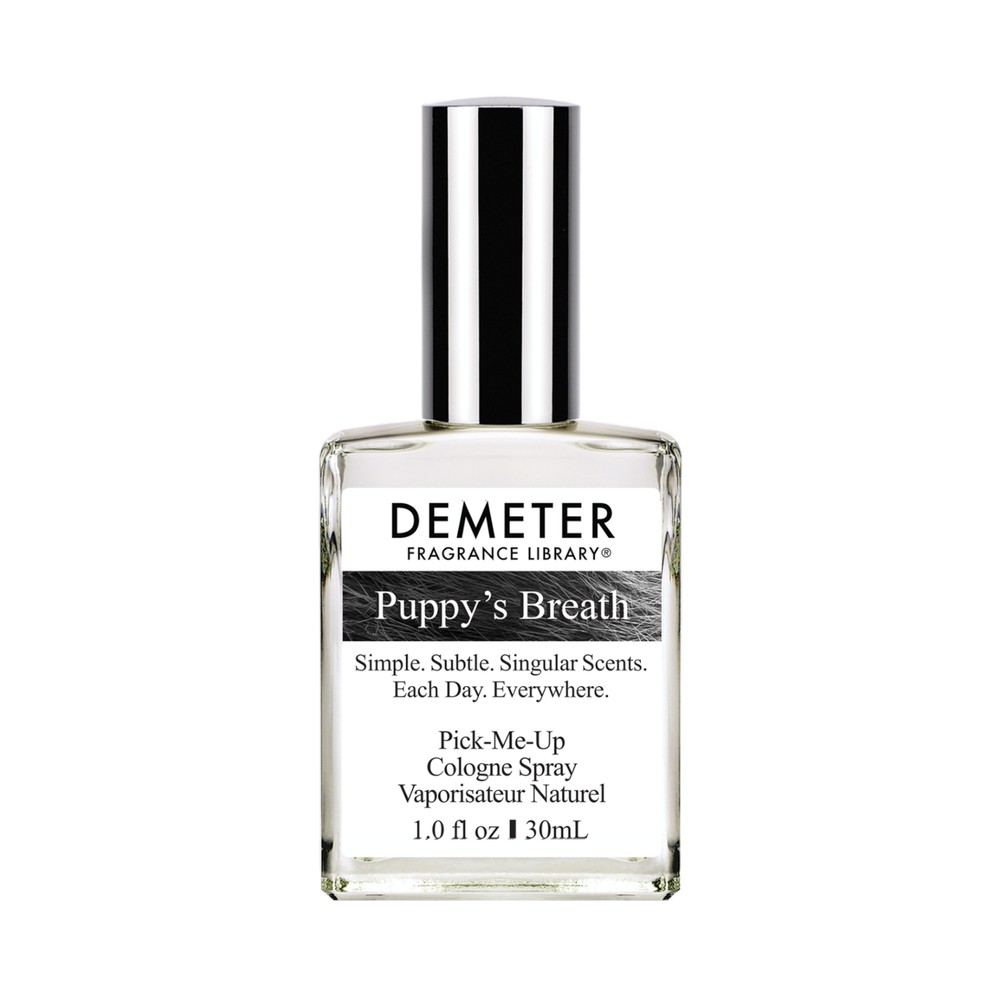 DEMETER
FRAGRANCE LIBRARY®
Puppy’s Breath
Simple. Subtle. Singular Scents.
Each Day. Everywhere.
Pick-Me-Up
Cologne Spray
Vaporisateur Naturel
1.0 fl oz ❚ 30mL